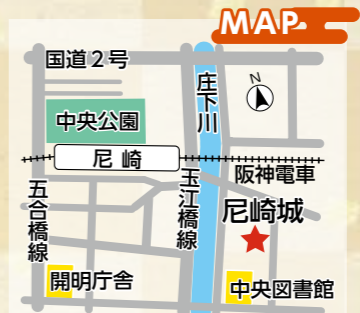 MAP
国道2号
N
庄下川
中央公園
尼崎
阪神電車
五合橋線
玉江橋線
尼崎城
開明庁舎
中央図書館